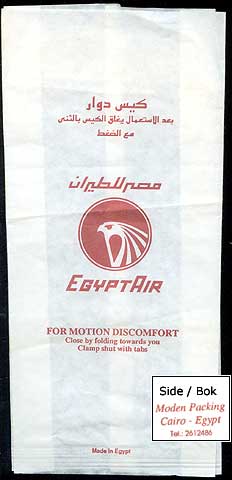 كيس دوار
بعد الاستعمال يغلق الكيس بالثنى
مع الضغط
مصر للطيران
EGYPTAIR
FOR MOTION DISCOMFORT
Close by folding towards you
Clamp shut with tabs
Made In Egypt
Side / Bok
Moden Packing
Cairo - Egypt
Tel.: 2612486